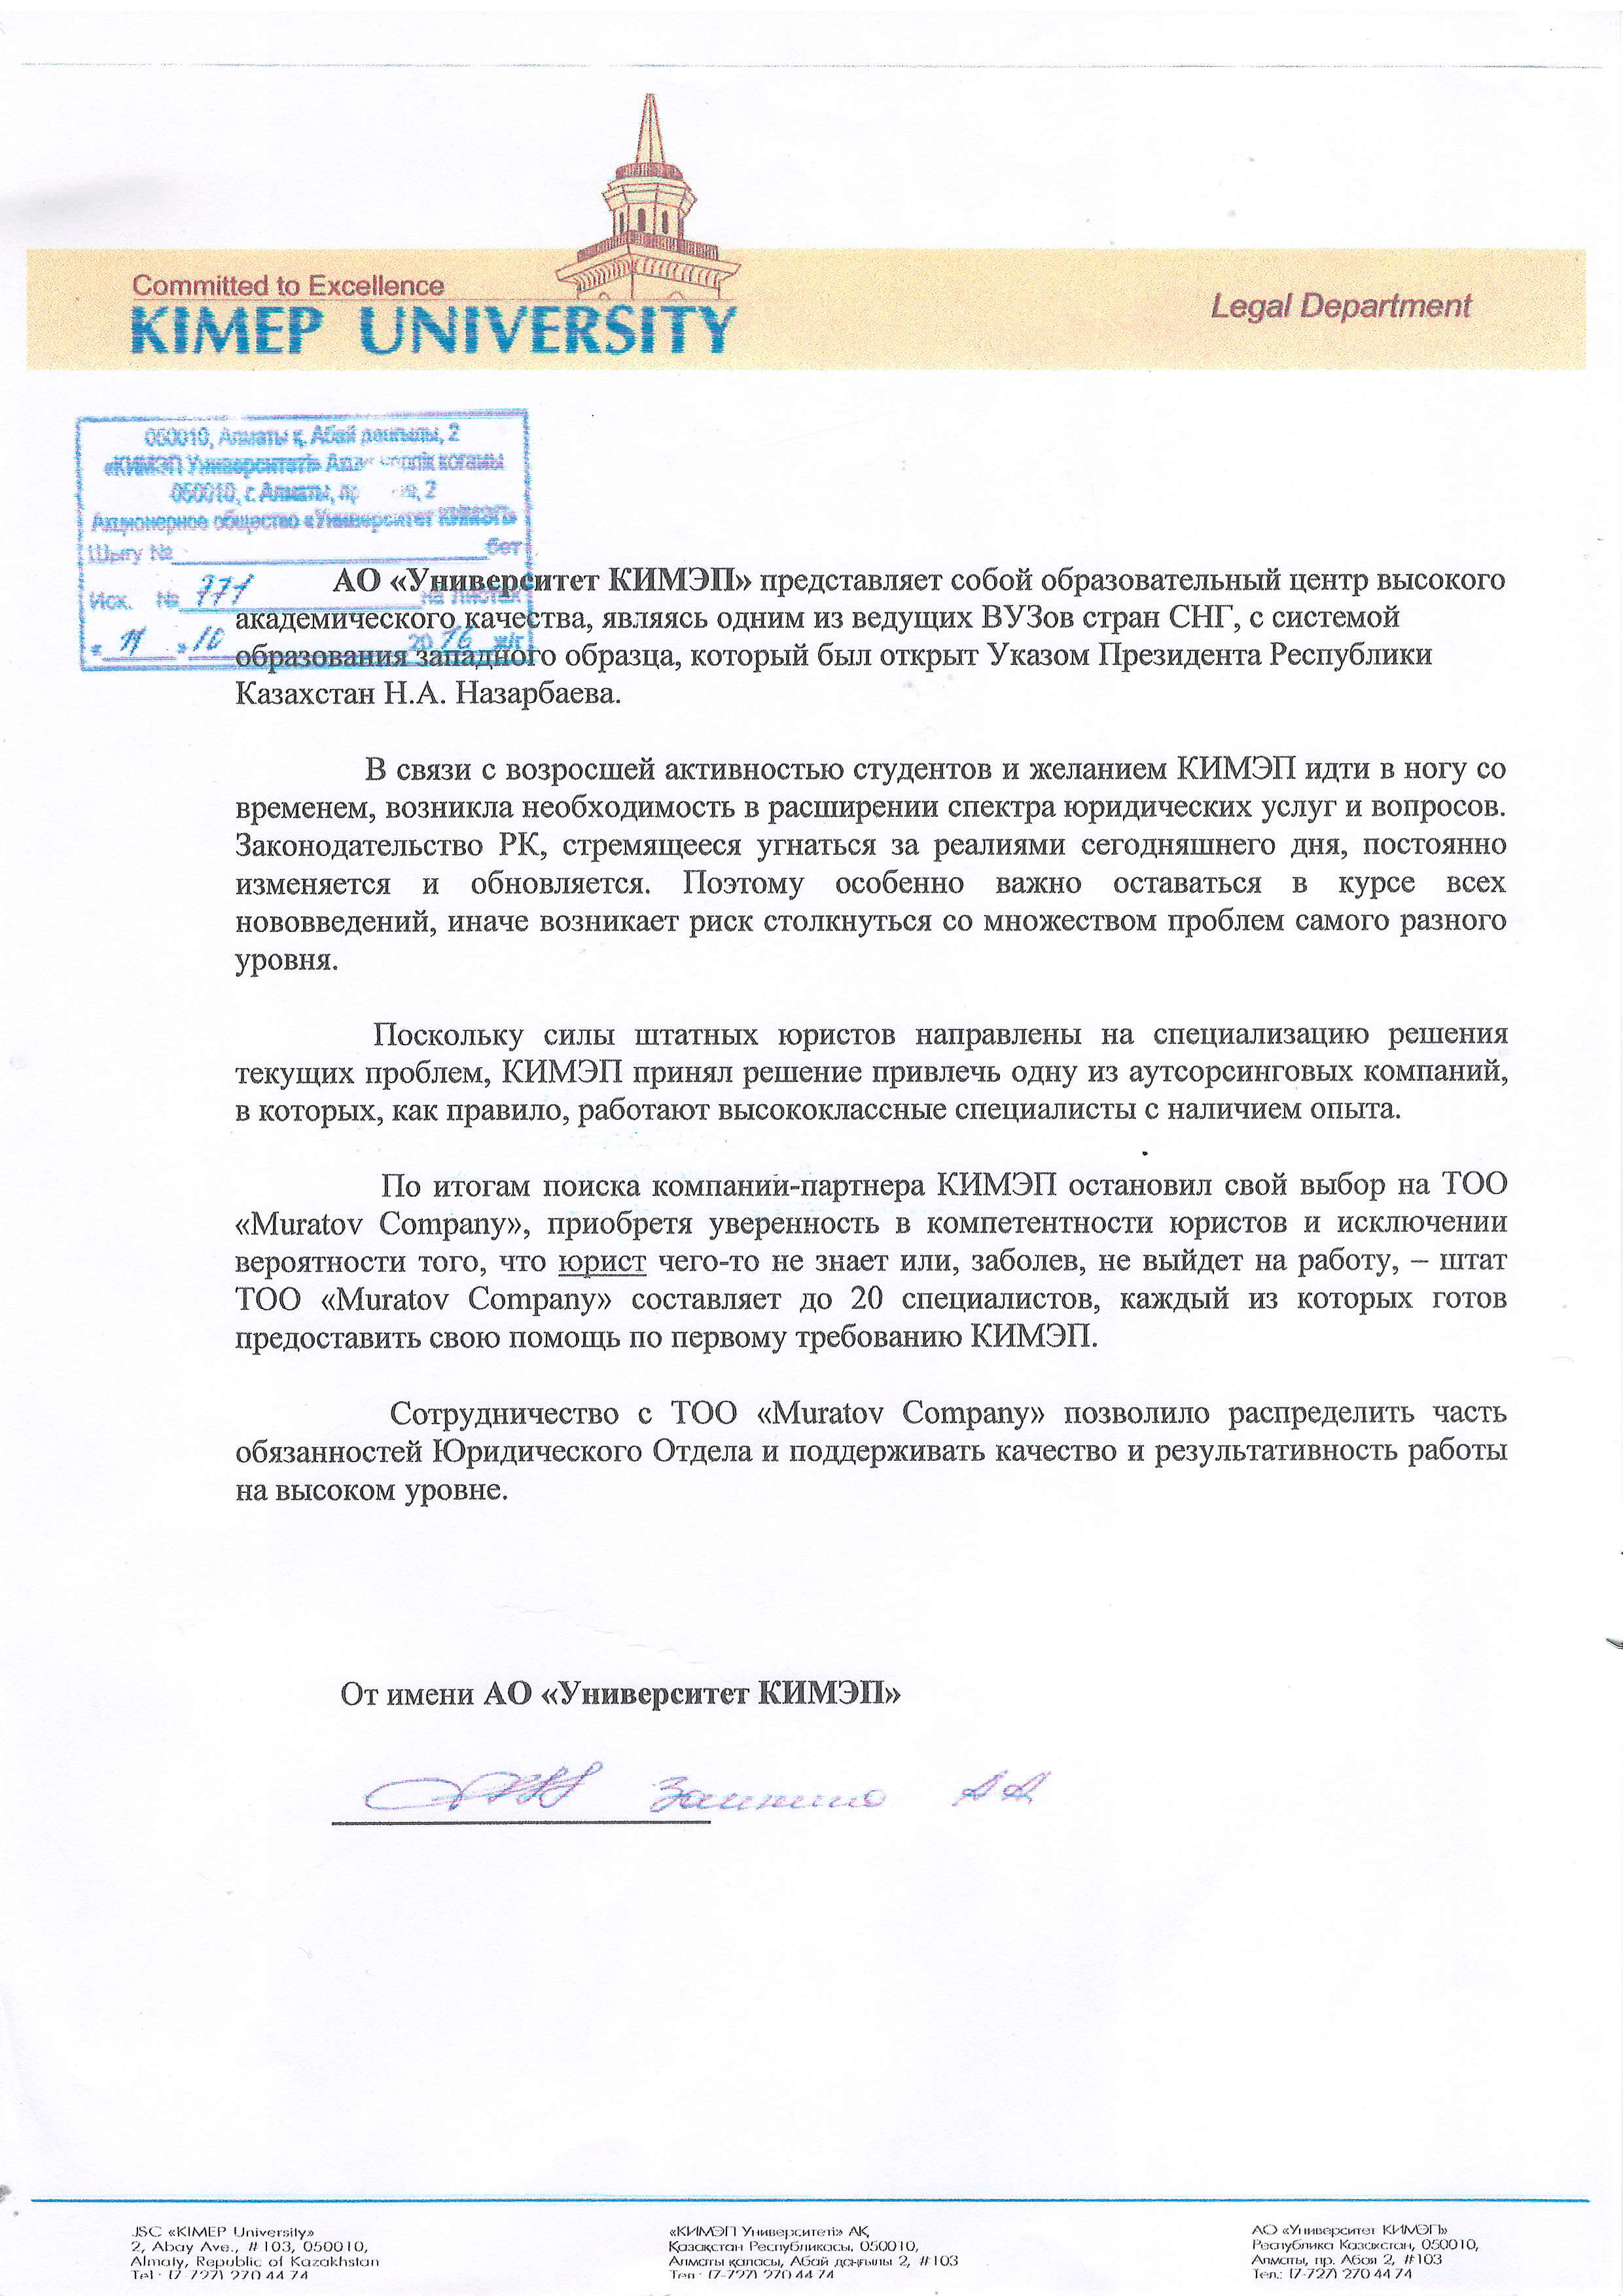 Committed to Excellence
KIMEP UNIVERSITY
Legal Department
050010, Алматы қ. Абай даңғылы, 2
«КИМЭП Университеті»
050010, г. Алматы, 2
Акционерное общество «Университет КИМЭП»
Шығу № бет
Исх. № 771 на листах
« 11 » 10 2016 ж/г
АО «Университет КИМЭП» представляет собой образовательный центр высокого
академического качества, являясь одним из ведущих ВУЗов стран СНГ, с системой
образования западного образца, который был открыт Указом Президента Республики
Казахстан Н.А. Назарбаева.
В связи с возросшей активностью студентов и желанием КИМЭП идти в ногу со
временем, возникла необходимость в расширении спектра юридических услуг и вопросов.
Законодательство РК, стремящееся угнаться за реалиями сегодняшнего дня, постоянно
изменяется и обновляется. Поэтому особенно важно оставаться в курсе всех
нововведений, иначе возникает риск столкнуться со множеством проблем самого разного
уровня.
Поскольку силы штатных юристов направлены на специализацию решения
текущих проблем, КИМЭП принял решение привлечь одну из аутсорсинговых компаний,
в которых, как правило, работают высококлассные специалисты с наличием опыта.
По итогам поиска компании-партнера КИМЭП остановил свой выбор на ТОО
«Muratov Company», приобретя уверенность в компетентности юристов и исключении
вероятности того, что юрист чего-то не знает или, заболев, не выйдет на работу, – штат
ТОО «Muratov Company» составляет до 20 специалистов, каждый из которых готов
предоставить свою помощь по первому требованию КИМЭП.
Сотрудничество с ТОО «Muratov Company» позволило распределить часть
обязанностей Юридического Отдела и поддерживать качество и результативность работы
на высоком уровне.
От имени АО «Университет КИМЭП»
JSC «KIMEP University»
2, Abay Ave., #103, 050010,
Almaty, Republic of Kazakhstan
Tel.: (7-727) 270 44 74
«КИМЭП Университеті» АҚ
Қазақстан Республикасы, 050010,
Алматы қаласы, Абай даңғылы 2, #103
Тел.: (7-727) 270 44 74
АО «Университет КИМЭП»
Республика Казахстан, 050010,
Алматы, пр. Абая 2, #103
Тел.: (7-727) 270 44 74